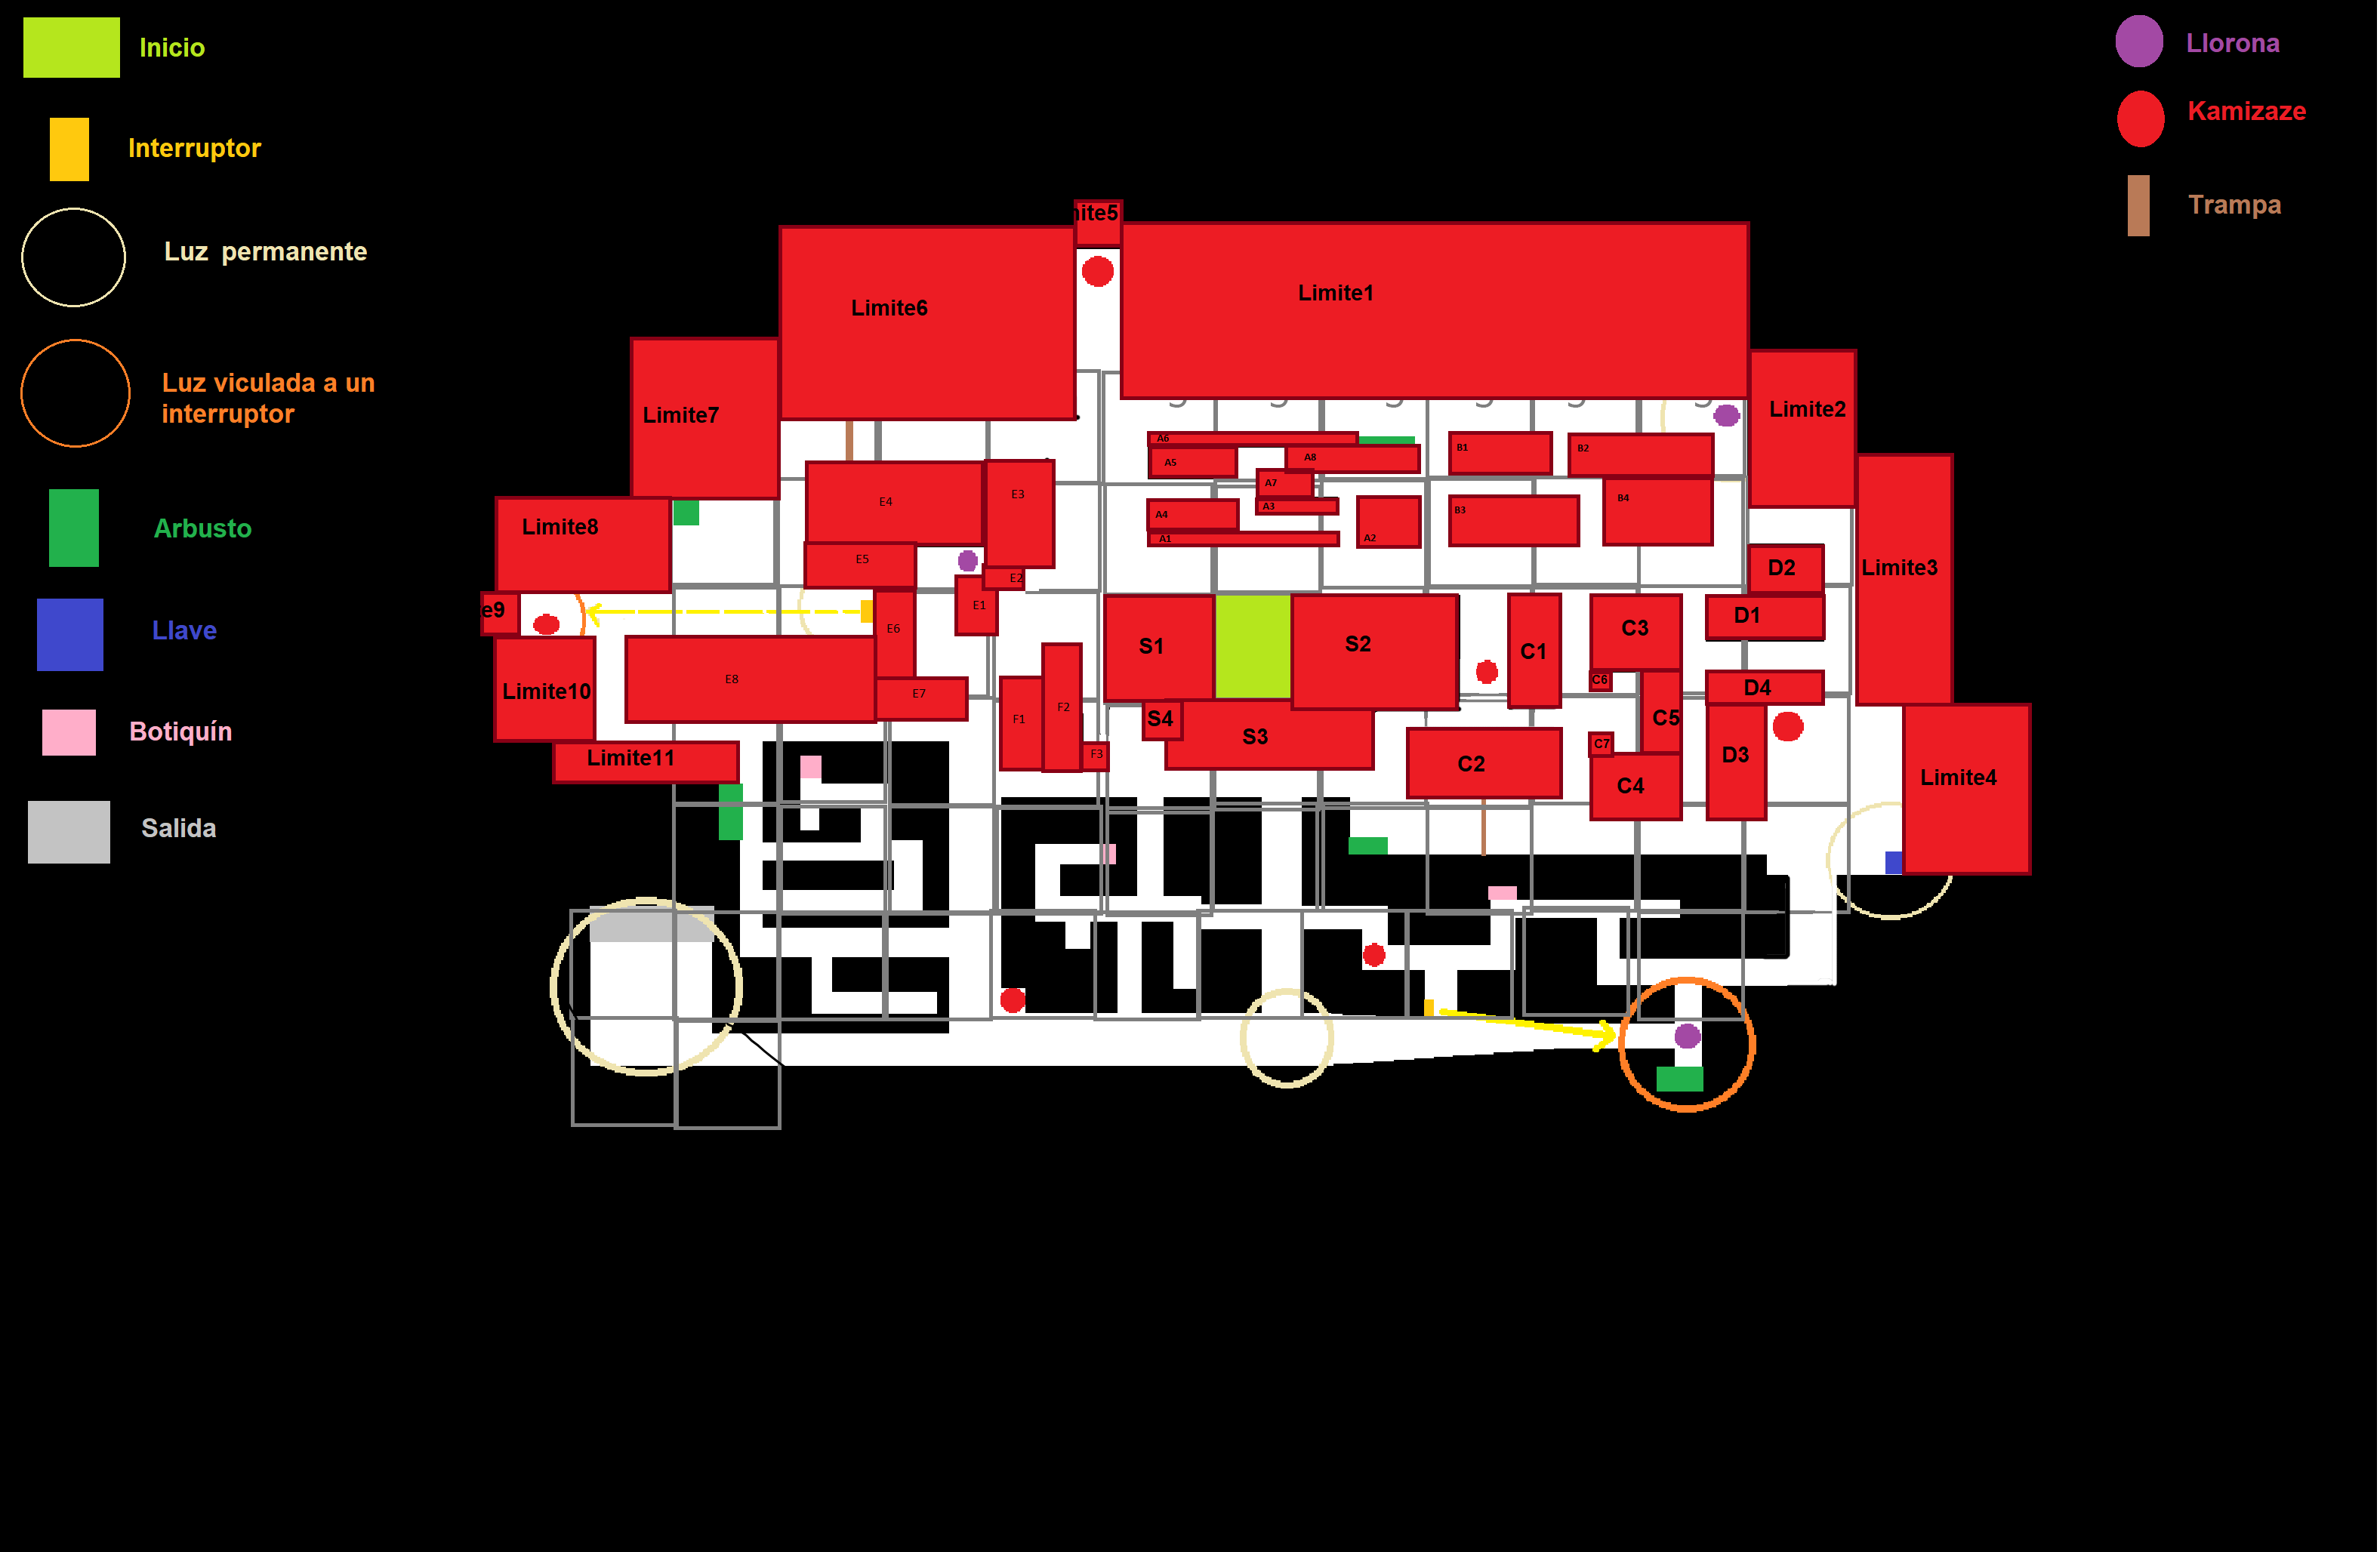 Inicio
Interruptor
Luz permanente
Luz viculada a un
interruptor
Arbusto
Llave
Botiquín
Salida
Llorona
Kamizaze
Trampa
mite5
Limite6
Limite1
Limite7
Limite2
Limite8
Limite3
e9
Limite10
Limite11
Limite4
A6
A5
A8
A7
A4
A3
A1
A2
B1
B2
B3
B4
E4
E3
E5
E2
E1
E6
E8
E7
F1
F2
F3
S1
S2
S4
S3
C1
C3
C6
C5
C7
C2
C4
D2
D1
D4
D3